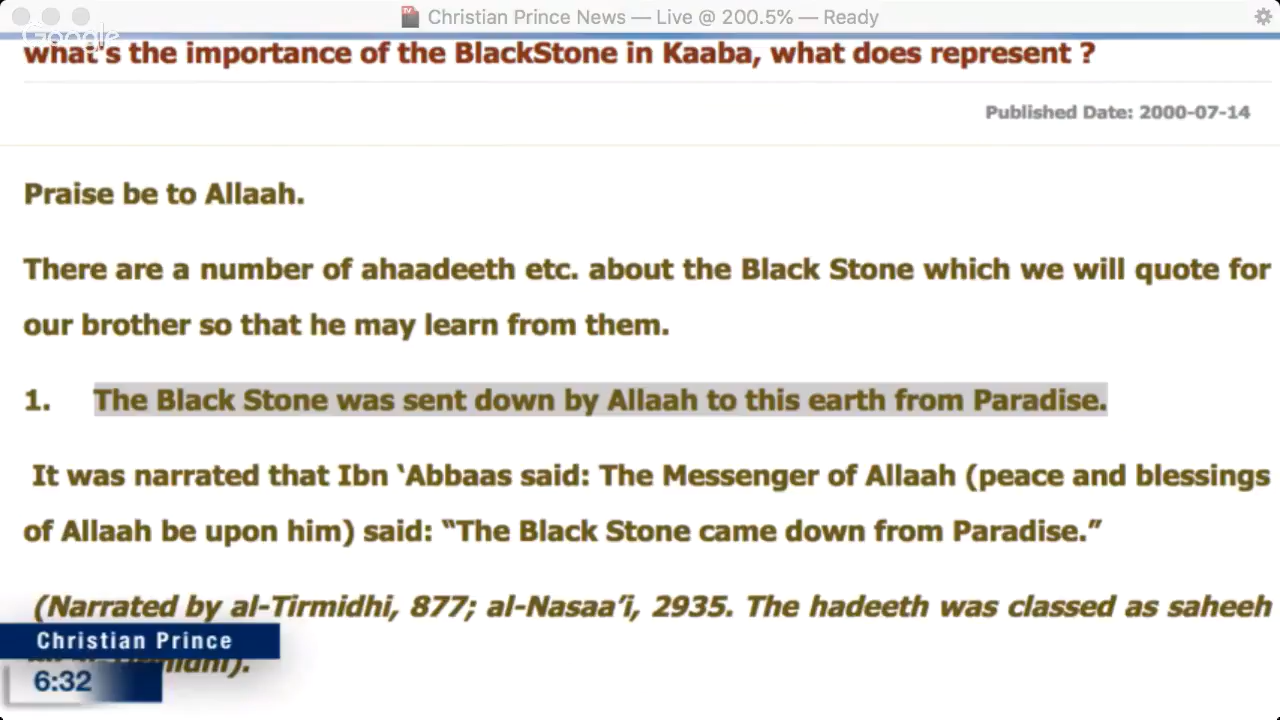 Christian Prince News — Live @ 200.5% — Ready
Google
what's the importance of the BlackStone in Kaaba, what does represent ?
Published Date: 2000-07-14
Praise be to Allaah.
There are a number of ahaadeeth etc. about the Black Stone which we will quote for
our brother so that he may learn from them.
1. The Black Stone was sent down by Allaah to this earth from Paradise.
It was narrated that Ibn ‘Abbaas said: The Messenger of Allaah (peace and blessings
of Allaah be upon him) said: “The Black Stone came down from Paradise.”
(Narrated by al-Tirmidhi, 877; al-Nasaa’i, 2935. The hadeeth was classed as saheeh
Christian Prince
6:32